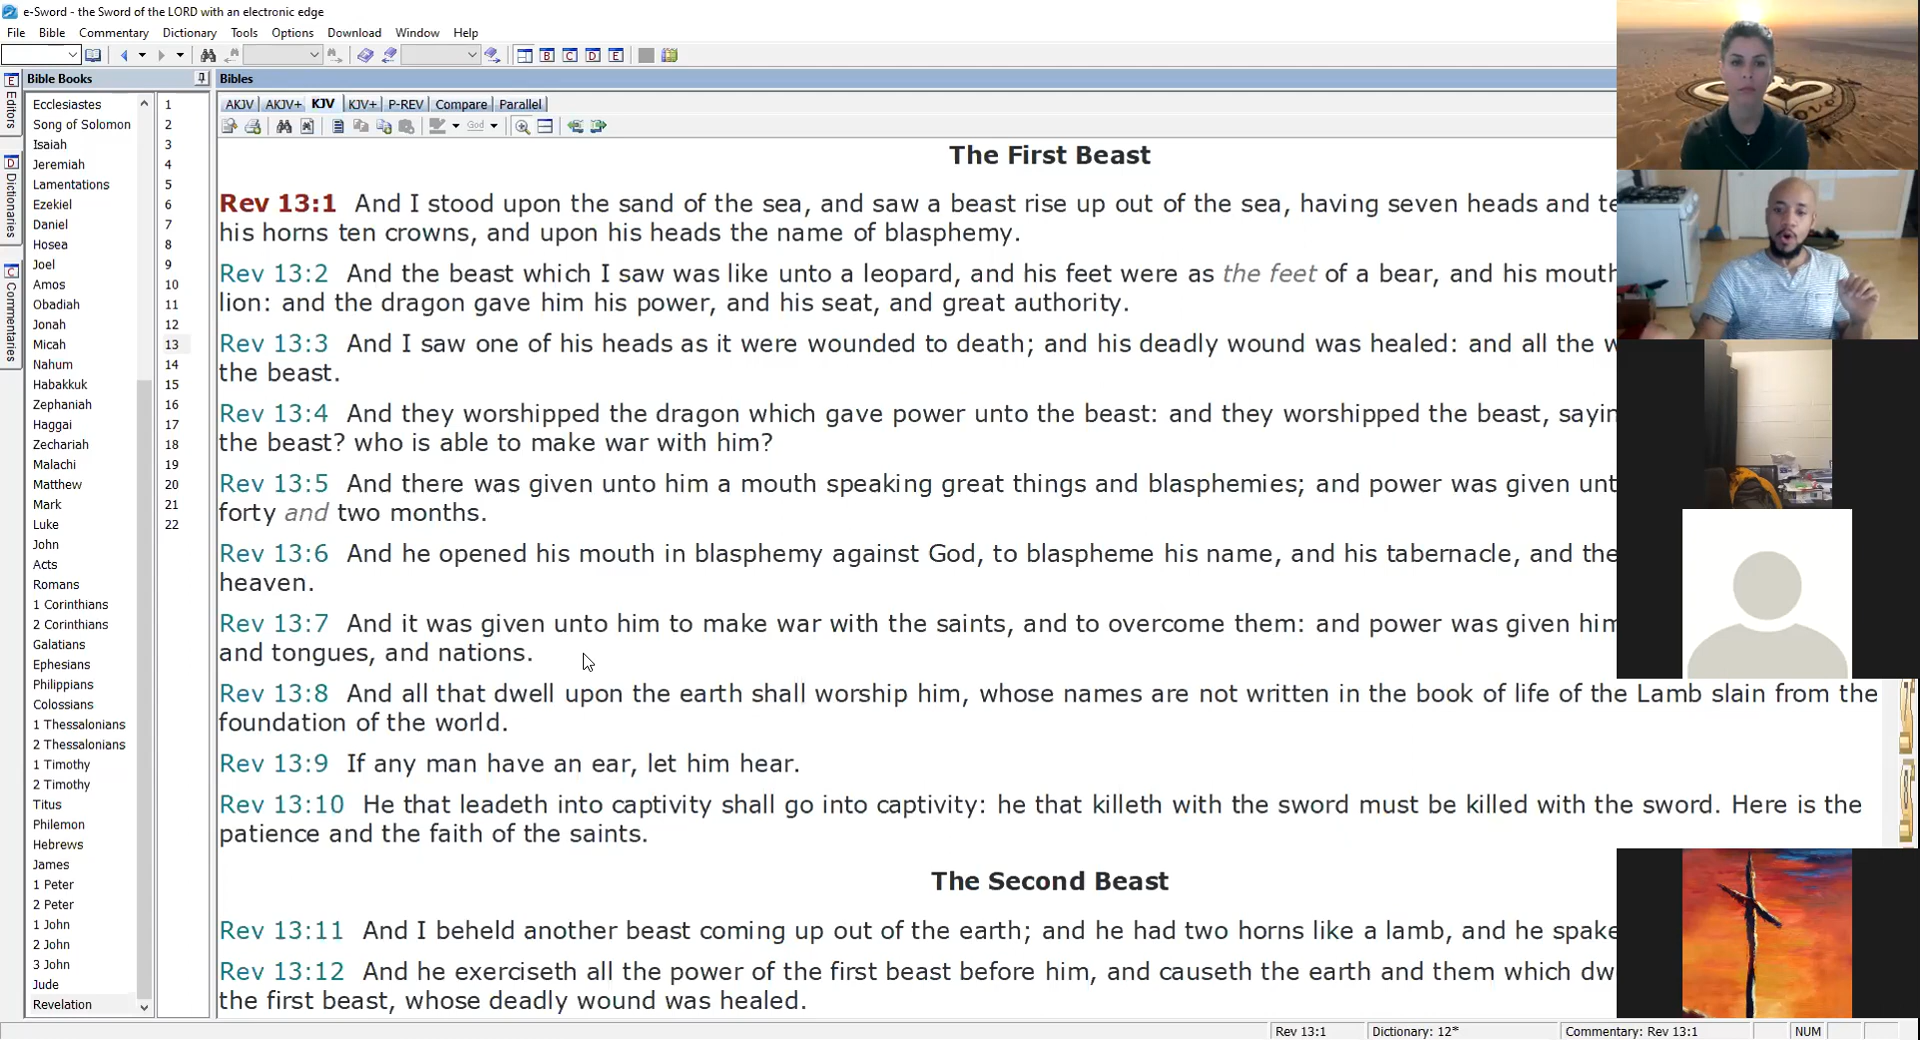 e-Sword - the Sword of the LORD with an electronic edge
File Bible Commentary Dictionary Tools Options Download Window Help
B C D E
Bible Books
Bibles
E Editors
D Dictionaries
C Commentaries
AKJV AKJV+ KJV KJV+ P-REV Compare Parallel
God
Ecclesiastes
Song of Solomon
Isaiah
Jeremiah
Lamentations
Ezekiel
Daniel
Hosea
Joel
Amos
Obadiah
Jonah
Micah
Nahum
Habakkuk
Zephaniah
Haggai
Zechariah
Malachi
Matthew
Mark
Luke
John
Acts
Romans
1 Corinthians
2 Corinthians
Galatians
Ephesians
Philippians
Colossians
1 Thessalonians
2 Thessalonians
1 Timothy
2 Timothy
Titus
Philemon
Hebrews
James
1 Peter
2 Peter
1 John
2 John
3 John
Jude
Revelation
1
2
3
4
5
6
7
8
9
10
11
12
13
14
15
16
17
18
19
20
21
22
The First Beast
Rev 13:1 And I stood upon the sand of the sea, and saw a beast rise up out of the sea, having seven heads and te
his horns ten crowns, and upon his heads the name of blasphemy.
Rev 13:2 And the beast which I saw was like unto a leopard, and his feet were as the feet of a bear, and his mouth
lion: and the dragon gave him his power, and his seat, and great authority.
Rev 13:3 And I saw one of his heads as it were wounded to death; and his deadly wound was healed: and all the w
the beast.
Rev 13:4 And they worshipped the dragon which gave power unto the beast: and they worshipped the beast, sayin
the beast? who is able to make war with him?
Rev 13:5 And there was given unto him a mouth speaking great things and blasphemies; and power was given unt
forty and two months.
Rev 13:6 And he opened his mouth in blasphemy against God, to blaspheme his name, and his tabernacle, and the
heaven.
Rev 13:7 And it was given unto him to make war with the saints, and to overcome them: and power was given him
and tongues, and nations.
Rev 13:8 And all that dwell upon the earth shall worship him, whose names are not written in the book of life of the Lamb slain from the
foundation of the world.
Rev 13:9 If any man have an ear, let him hear.
Rev 13:10 He that leadeth into captivity shall go into captivity: he that killeth with the sword must be killed with the sword. Here is the
patience and the faith of the saints.
The Second Beast
Rev 13:11 And I beheld another beast coming up out of the earth; and he had two horns like a lamb, and he spake
Rev 13:12 And he exerciseth all the power of the first beast before him, and causeth the earth and them which dw
the first beast, whose deadly wound was healed.
Rev 13:1 Dictionary: 12* Commentary: Rev 13:1 NUM